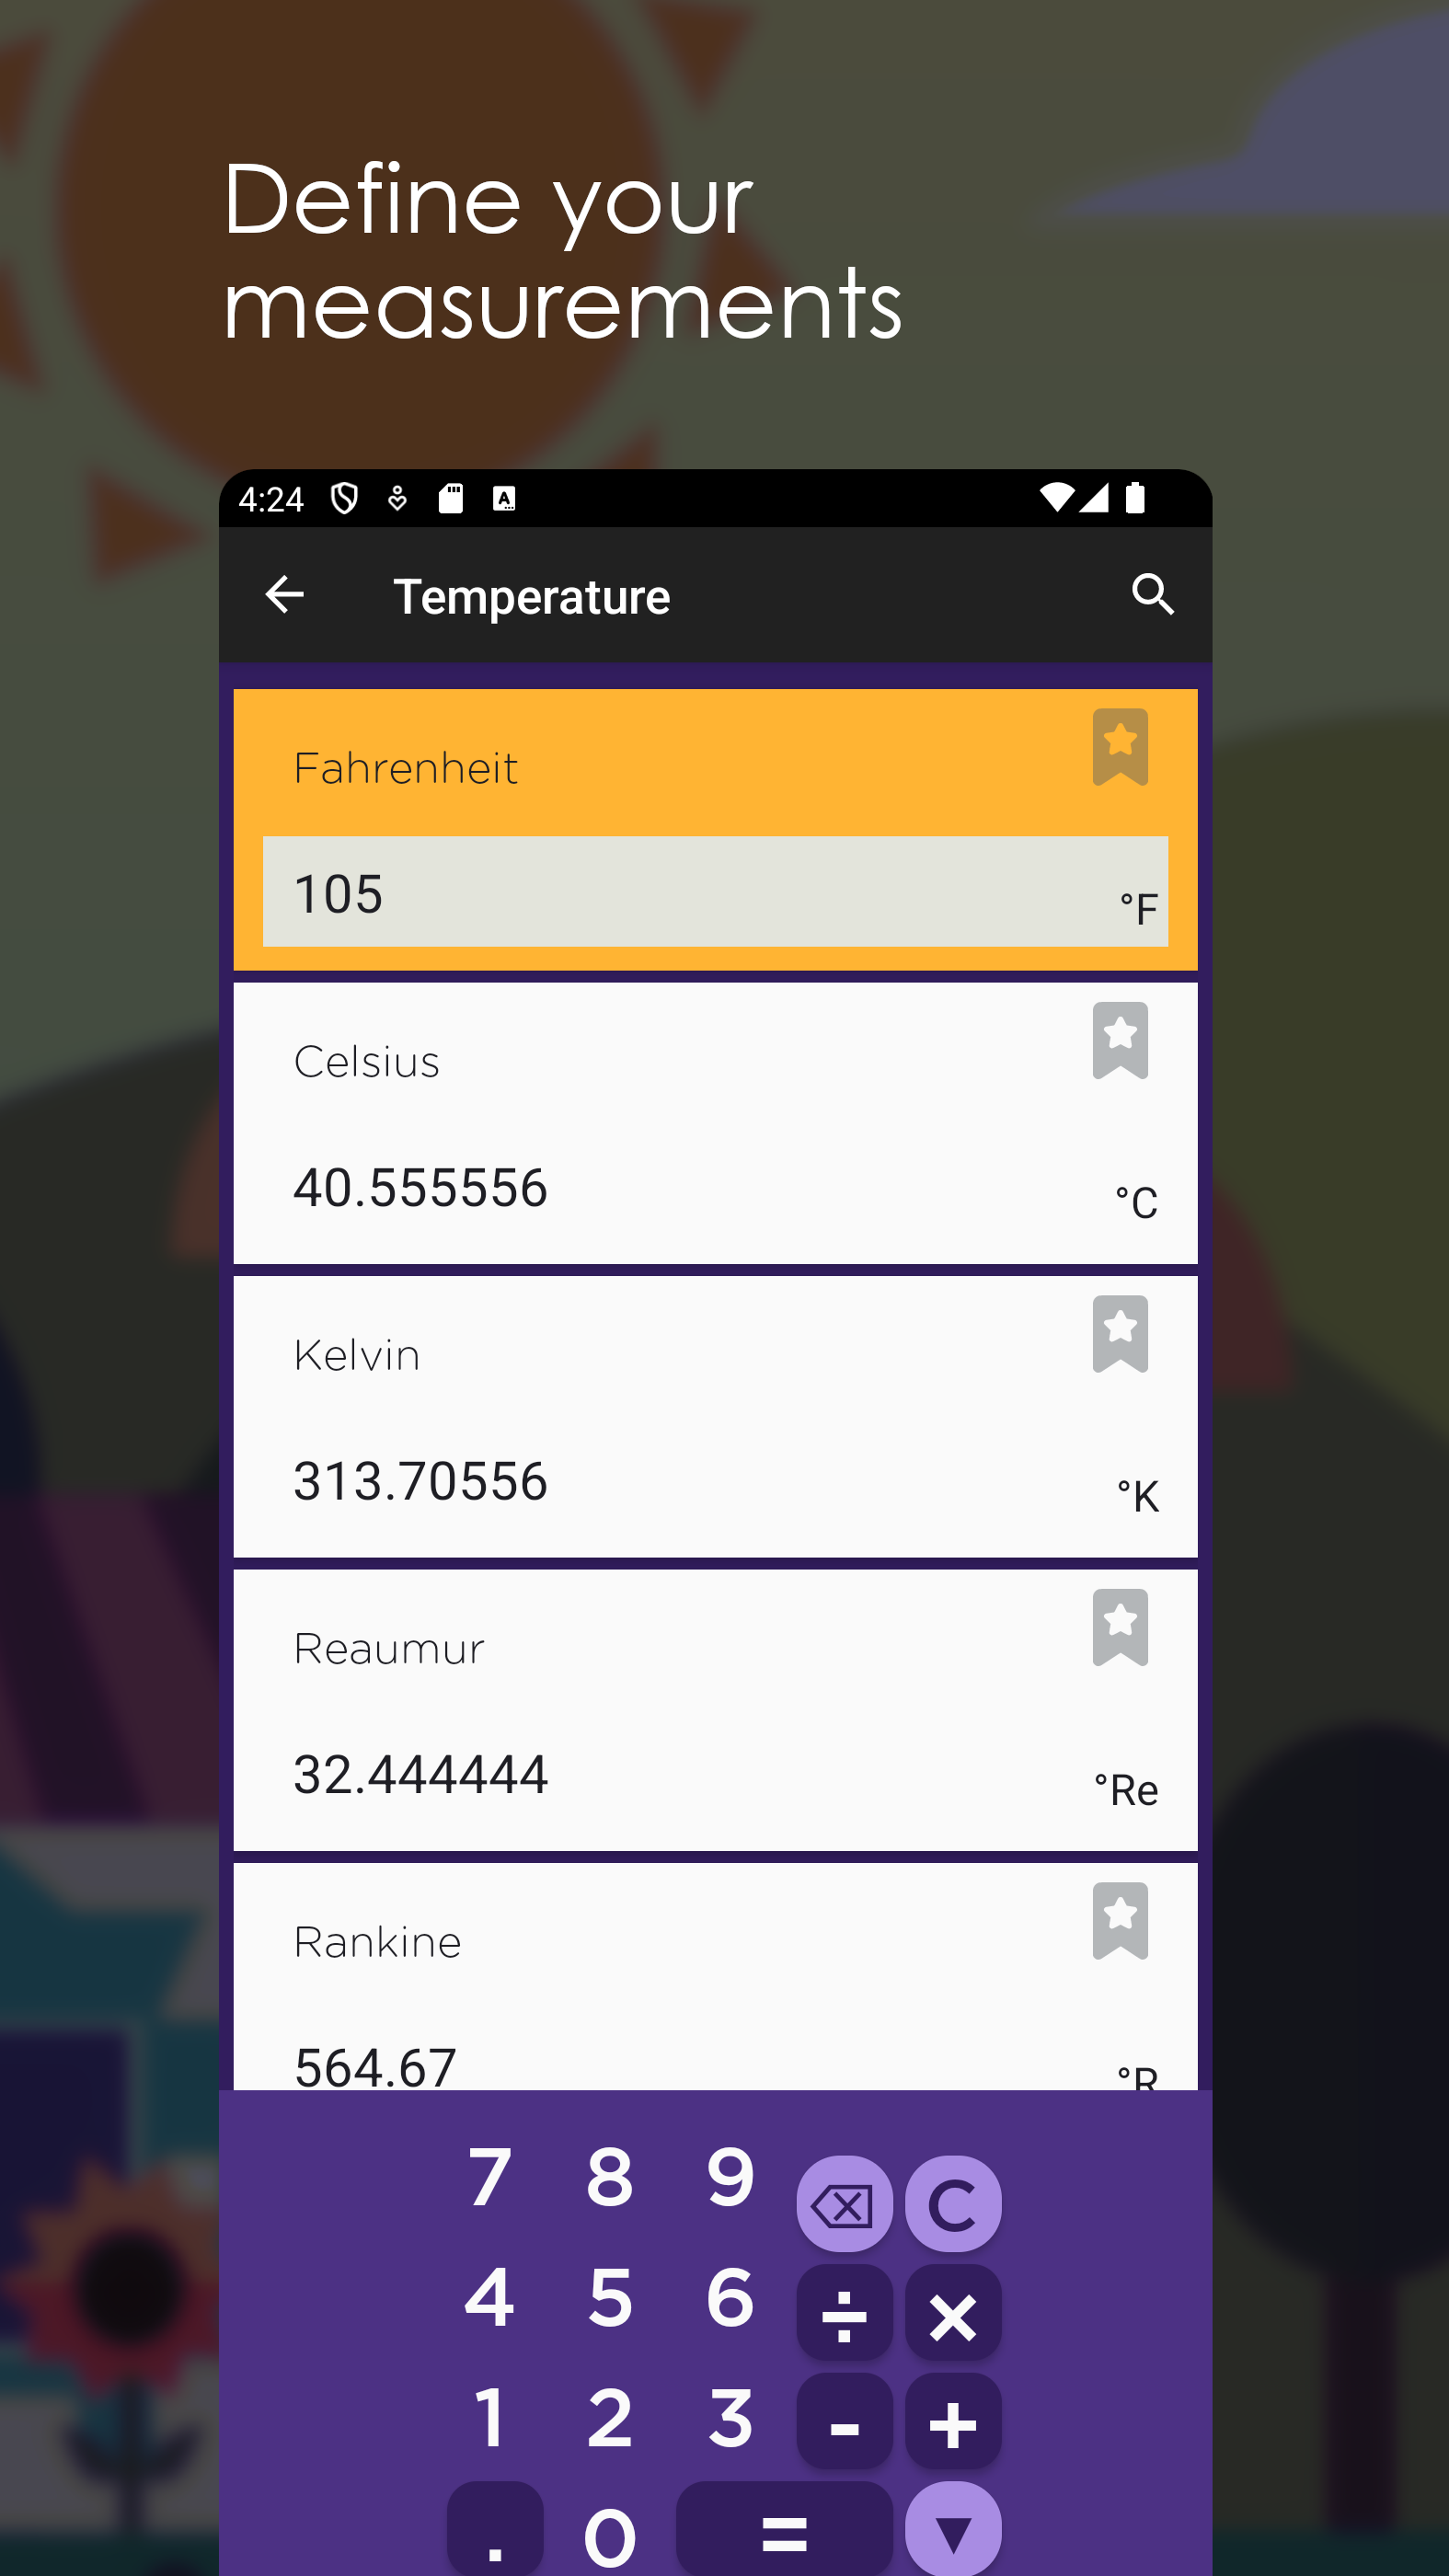 Define your
measurements
4:24
A
Temperature
Fahrenheit
105 °F
Celsius
40.555556 °C
Kelvin
313.70556 °K
Reaumur
32.444444 °Re
Rankine
564.67 °R
7 8 9 C
4 5 6 ÷ ×
1 2 3 - +
. 0 =